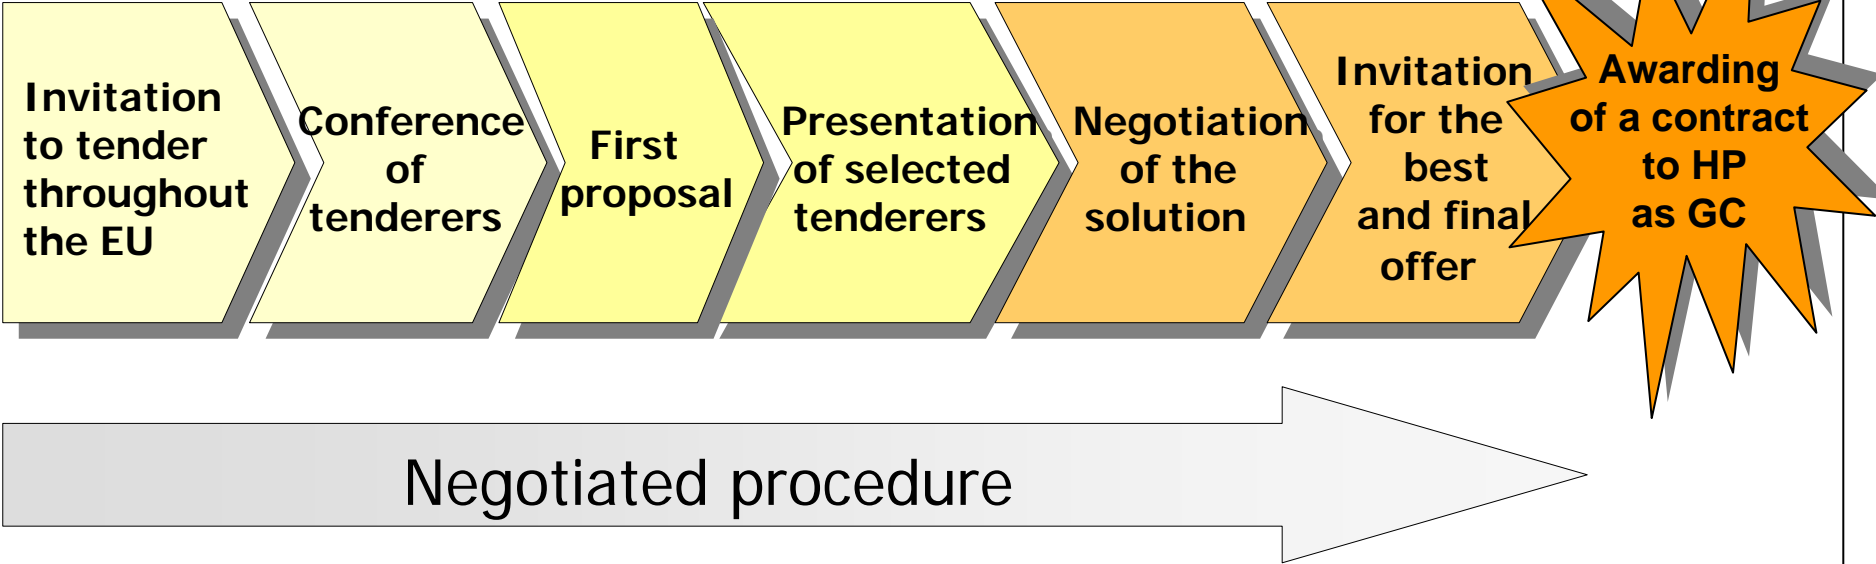 Invitation
to tender
throughout
the EU
Conference
of
tenderers
First
proposal
Presentation
of selected
tenderers
Negotiation
of the
solution
Invitation
for the
best
and final
offer
Awarding
of a contract
to HP
as GC
Negotiated procedure